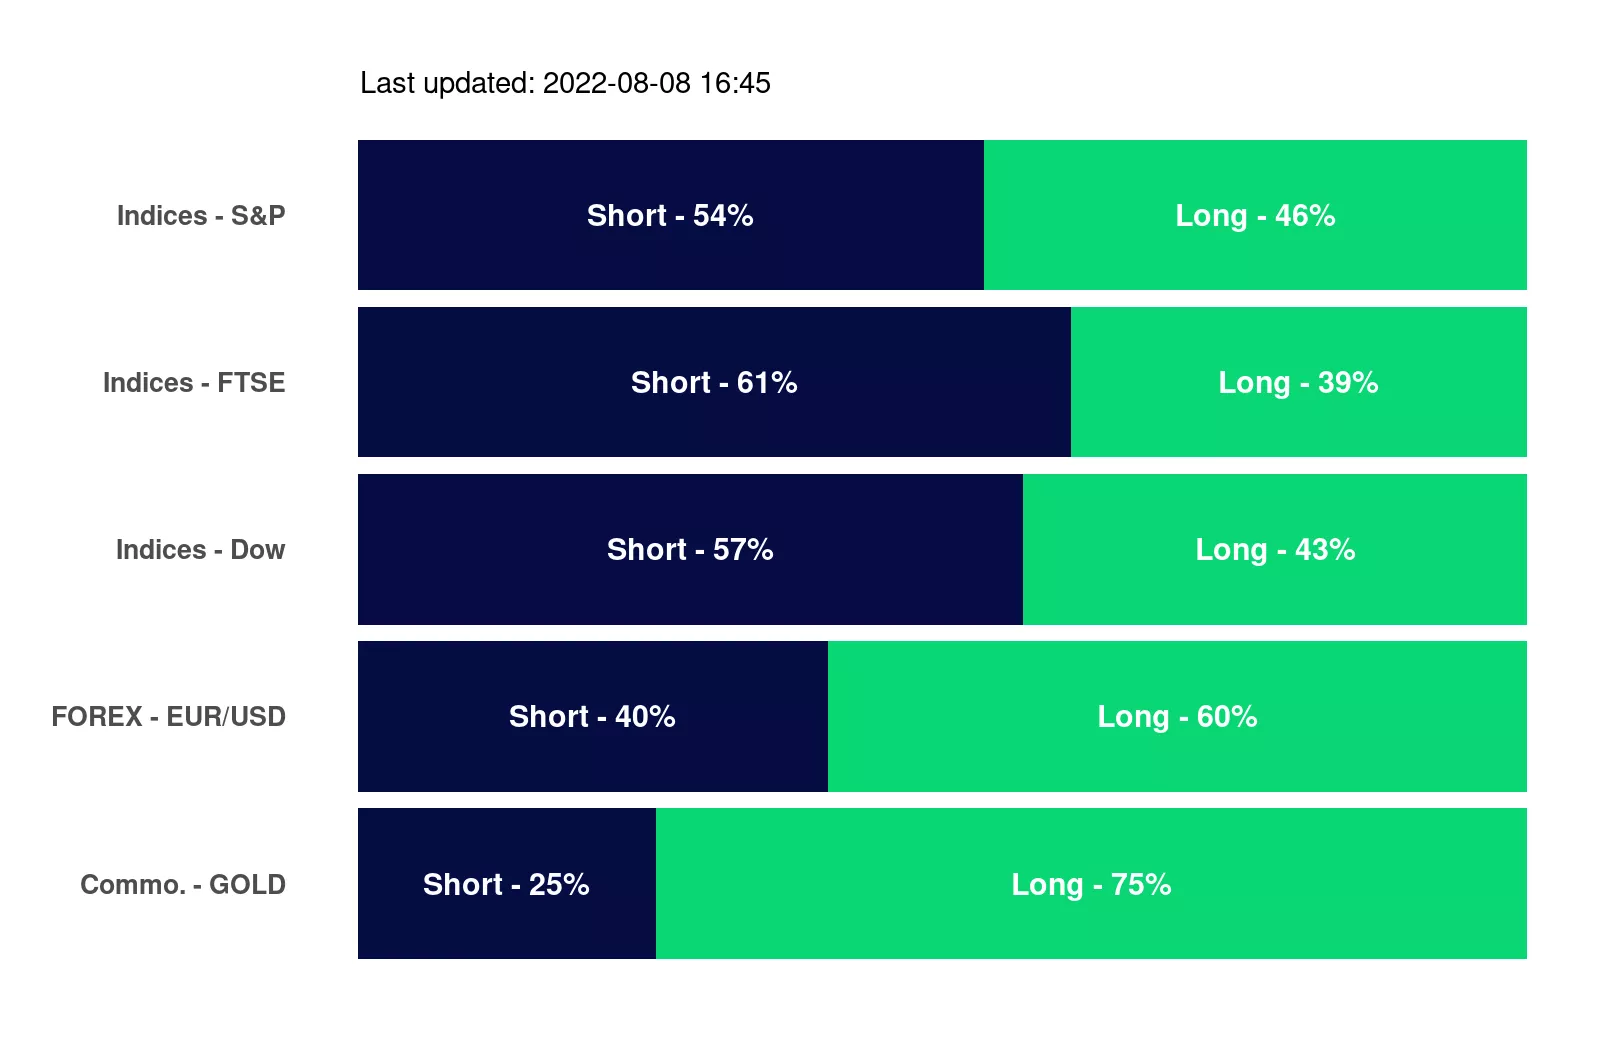 Last updated: 2022-08-08 16:45
Indices - S&P Short - 54% Long - 46%
Indices - FTSE Short - 61% Long - 39%
Indices - Dow Short - 57% Long - 43%
FOREX - EUR/USD Short - 40% Long - 60%
Commo. - GOLD Short - 25% Long - 75%